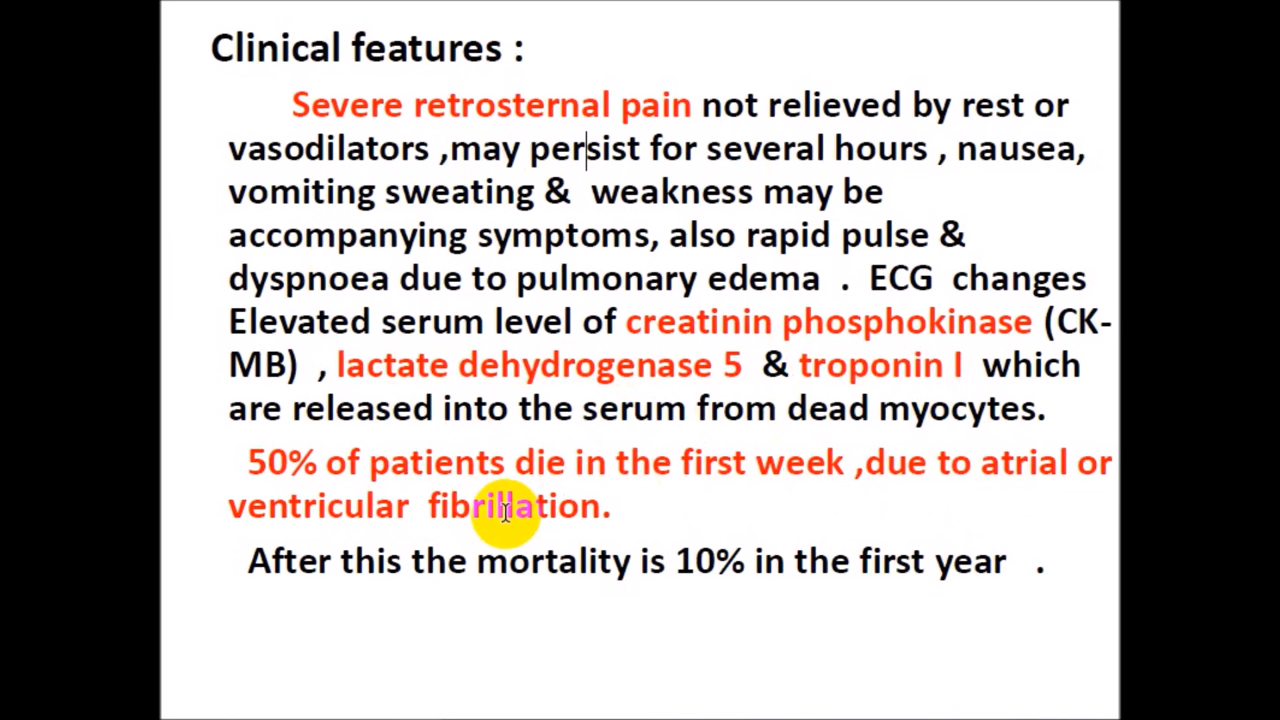 Clinical features :
Severe retrosternal pain not relieved by rest or
vasodilators ,may persist for several hours , nausea,
vomiting sweating & weakness may be
accompanying symptoms, also rapid pulse &
dyspnoea due to pulmonary edema . ECG changes
Elevated serum level of creatinin phosphokinase (CK-
MB) , lactate dehydrogenase 5 & troponin I which
are released into the serum from dead myocytes.
50% of patients die in the first week ,due to atrial or
ventricular fibrillation.
After this the mortality is 10% in the first year .